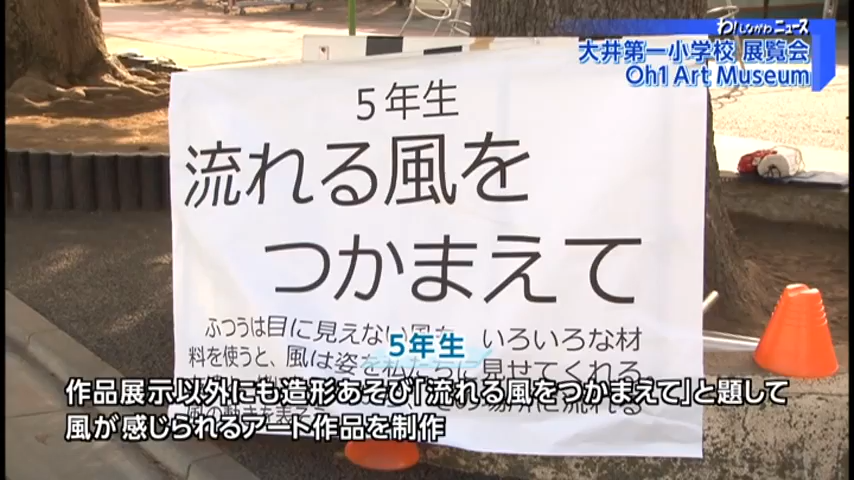 わ!しながわニュース
大井第一小学校 展覧会
Oh1 Art Museum
5年生
流れる風を
つかまえて
ふつうは目に見えない風を いろいろな材
料を使うと、風は姿を私たちに見せてくれる。
5年生
作品展示以外にも造形あそび「流れる風をつかまえて」と題して
風が感じられるアート作品を制作